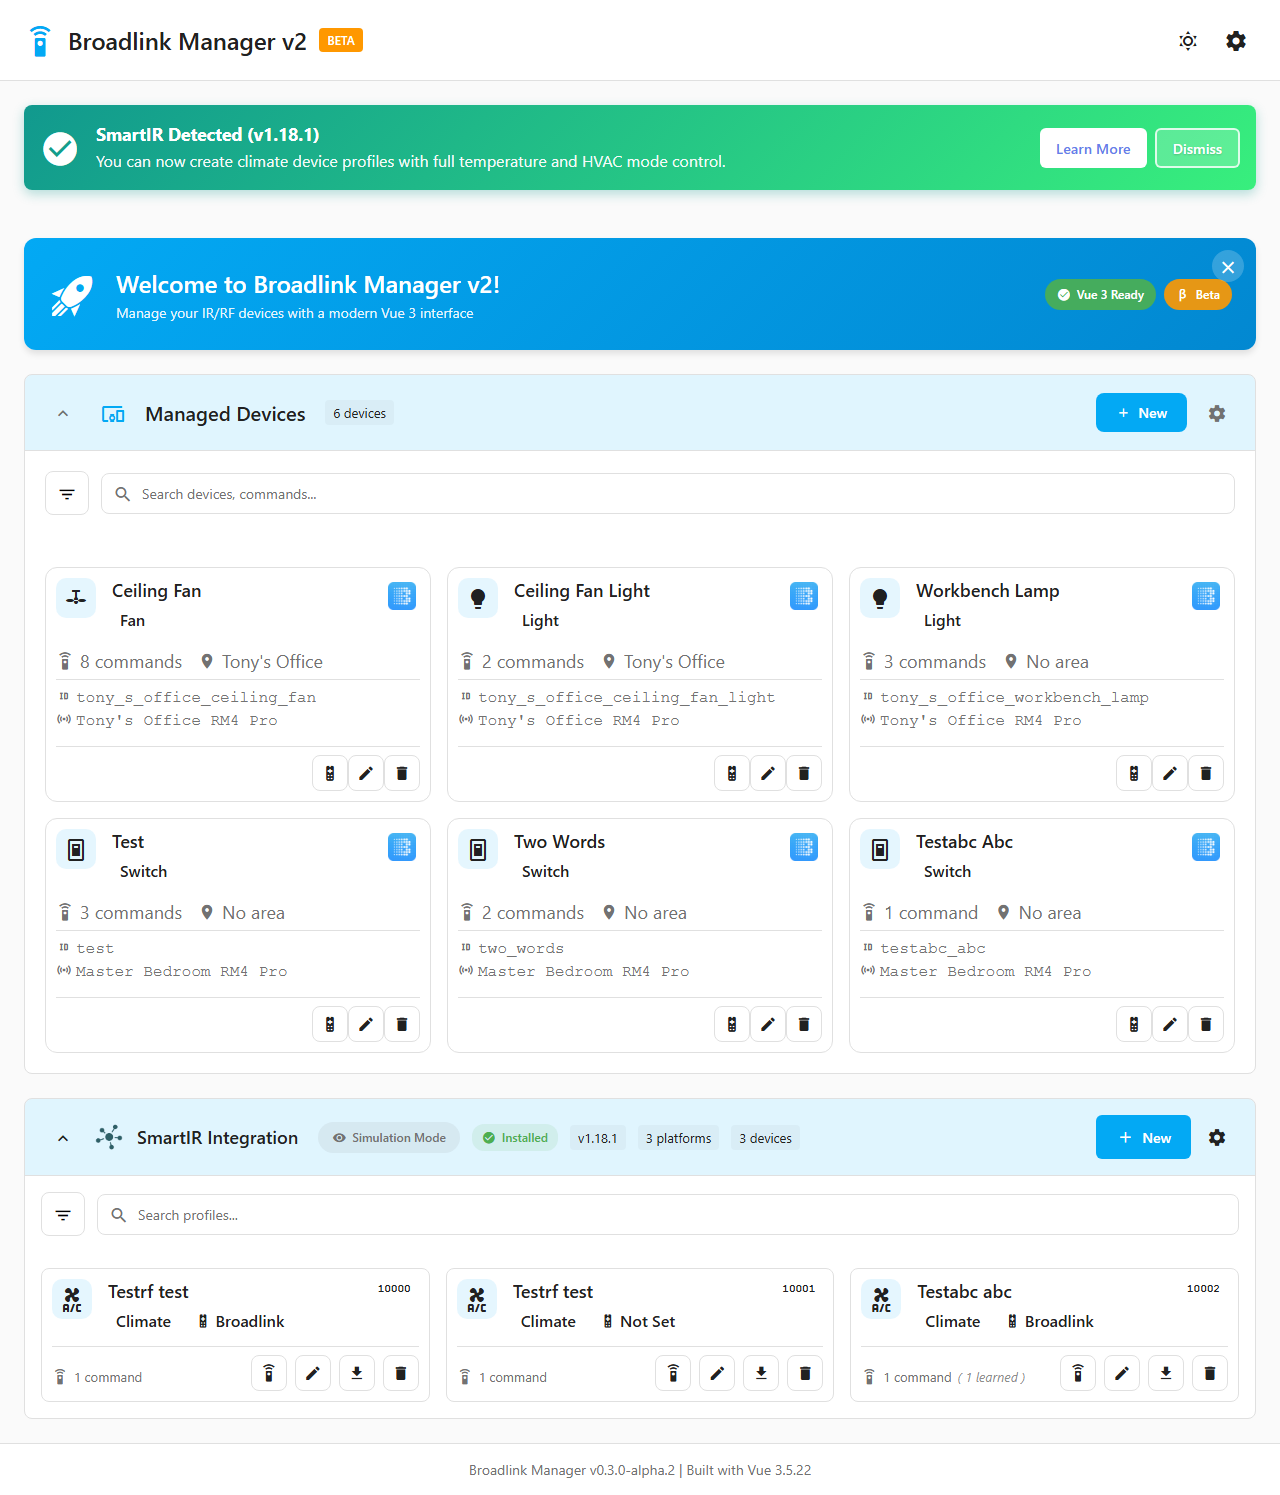 Broadlink Manager v2 BETA
SmartIR Detected (v1.18.1)
You can now create climate device profiles with full temperature and HVAC mode control.
Learn More Dismiss
Welcome to Broadlink Manager v2!
Manage your IR/RF devices with a modern Vue 3 interface
Vue 3 Ready β Beta
Managed Devices 6 devices + New
Search devices, commands...
Ceiling Fan
Fan
8 commands Tony's Office
ID tony_s_office_ceiling_fan
Tony's Office RM4 Pro
Ceiling Fan Light
Light
2 commands Tony's Office
ID tony_s_office_ceiling_fan_light
Tony's Office RM4 Pro
Workbench Lamp
Light
3 commands No area
ID tony_s_office_workbench_lamp
Tony's Office RM4 Pro
Test
Switch
3 commands No area
ID test
Master Bedroom RM4 Pro
Two Words
Switch
2 commands No area
ID two_words
Master Bedroom RM4 Pro
Testabc Abc
Switch
1 command No area
ID testabc_abc
Master Bedroom RM4 Pro
SmartIR Integration Simulation Mode Installed v1.18.1 3 platforms 3 devices + New
Search profiles...
A/C Testrf test 10000
Climate Broadlink
1 command
A/C Testrf test 10001
Climate Not Set
1 command
A/C Testabc abc 10002
Climate Broadlink
1 command ( 1 learned )
Broadlink Manager v0.3.0-alpha.2 | Built with Vue 3.5.22